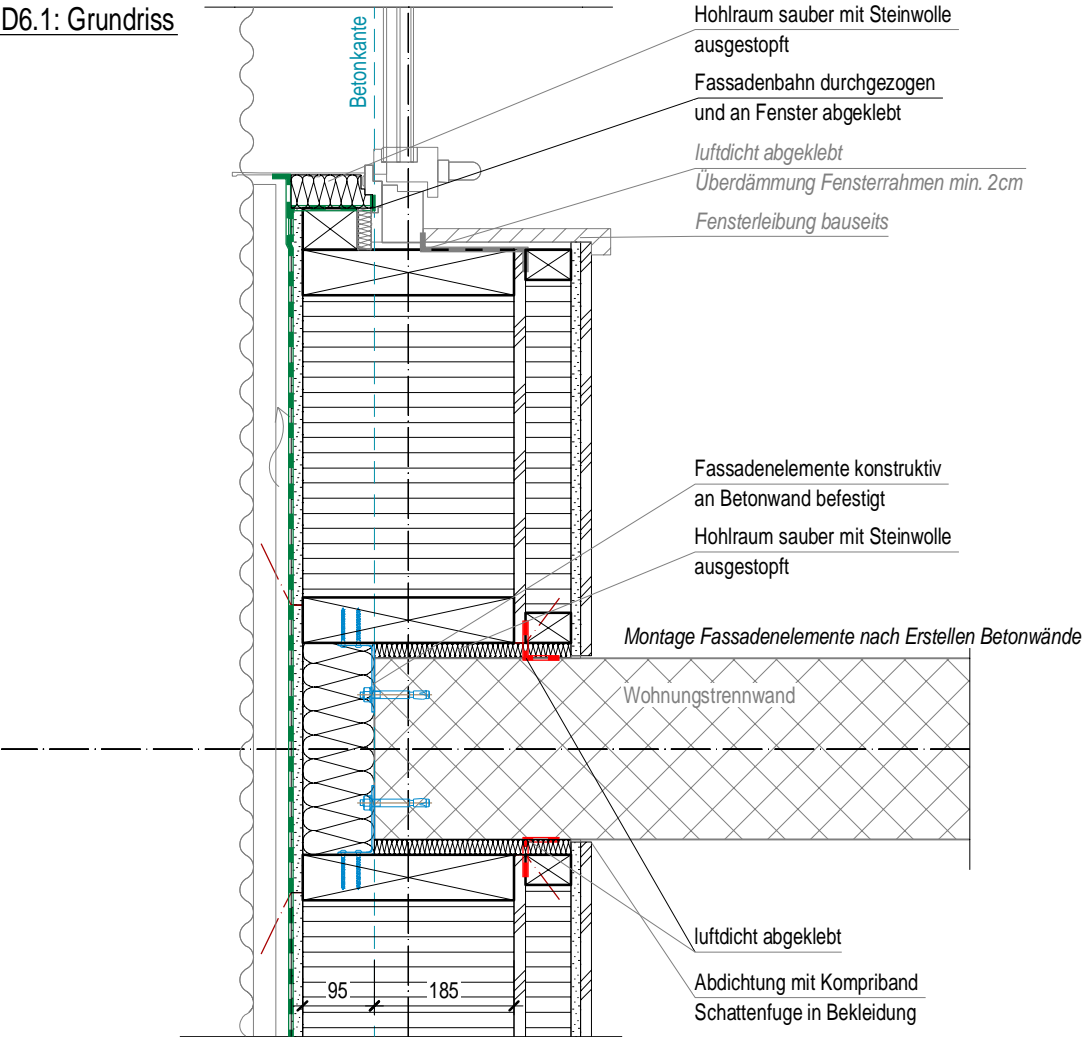 D6.1: Grundriss
Betonkante
Hohlraum sauber mit Steinwolle
ausgestopft
Fassadenbahn durchgezogen
und an Fenster abgeklebt
luftdicht abgeklebt
Überdämmung Fensterrahmen min. 2cm
Fensterleibung bauseits
Fassadenelemente konstruktiv
an Betonwand befestigt
Hohlraum sauber mit Steinwolle
ausgestopft
Montage Fassadenelemente nach Erstellen Betonwände
Wohnungstrennwand
luftdicht abgeklebt
Abdichtung mit Kompriband
Schattenfuge in Bekleidung
95 185